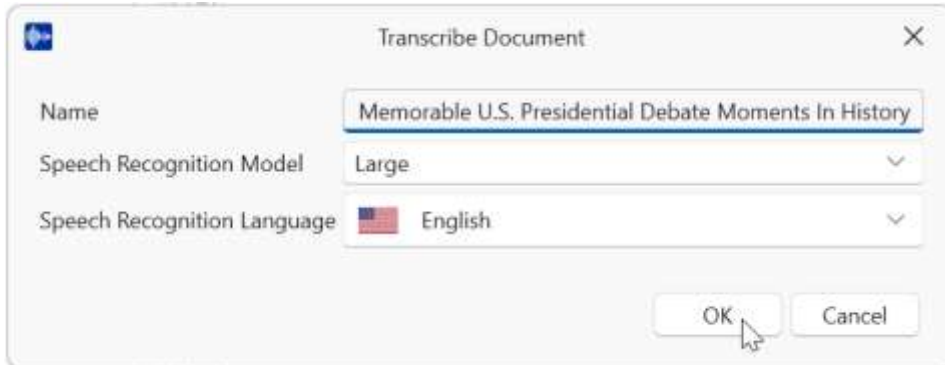 Transcribe Document
Name
Memorable U.S. Presidential Debate Moments In History
Speech Recognition Model
Large
Speech Recognition Language
English
OK
Cancel